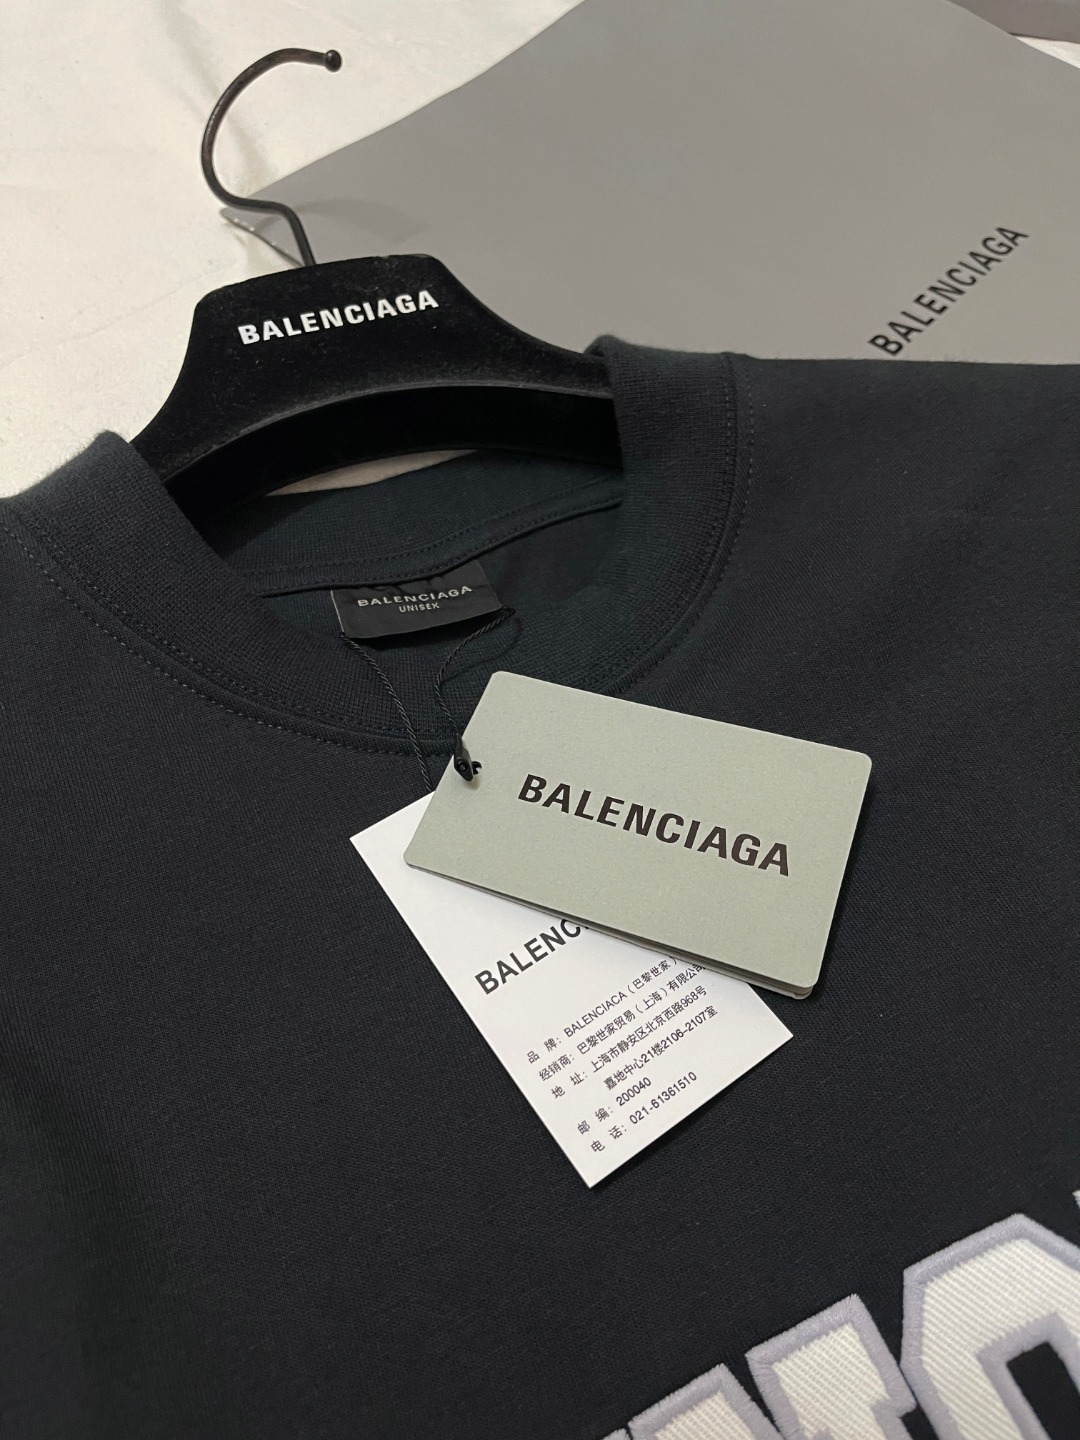 BALENCIAGA
BALENCIAGA
BALENCIAGA
UNISEX
BALENCIAGA
BALENC
品 牌：BALENCIACA（巴黎世家）
经销商：巴黎世家贸易（上海）有限公司
地 址：上海市静安区北京西路968号
嘉地中心21楼2106-2107室
邮 编：200040
电 话：021-61361510